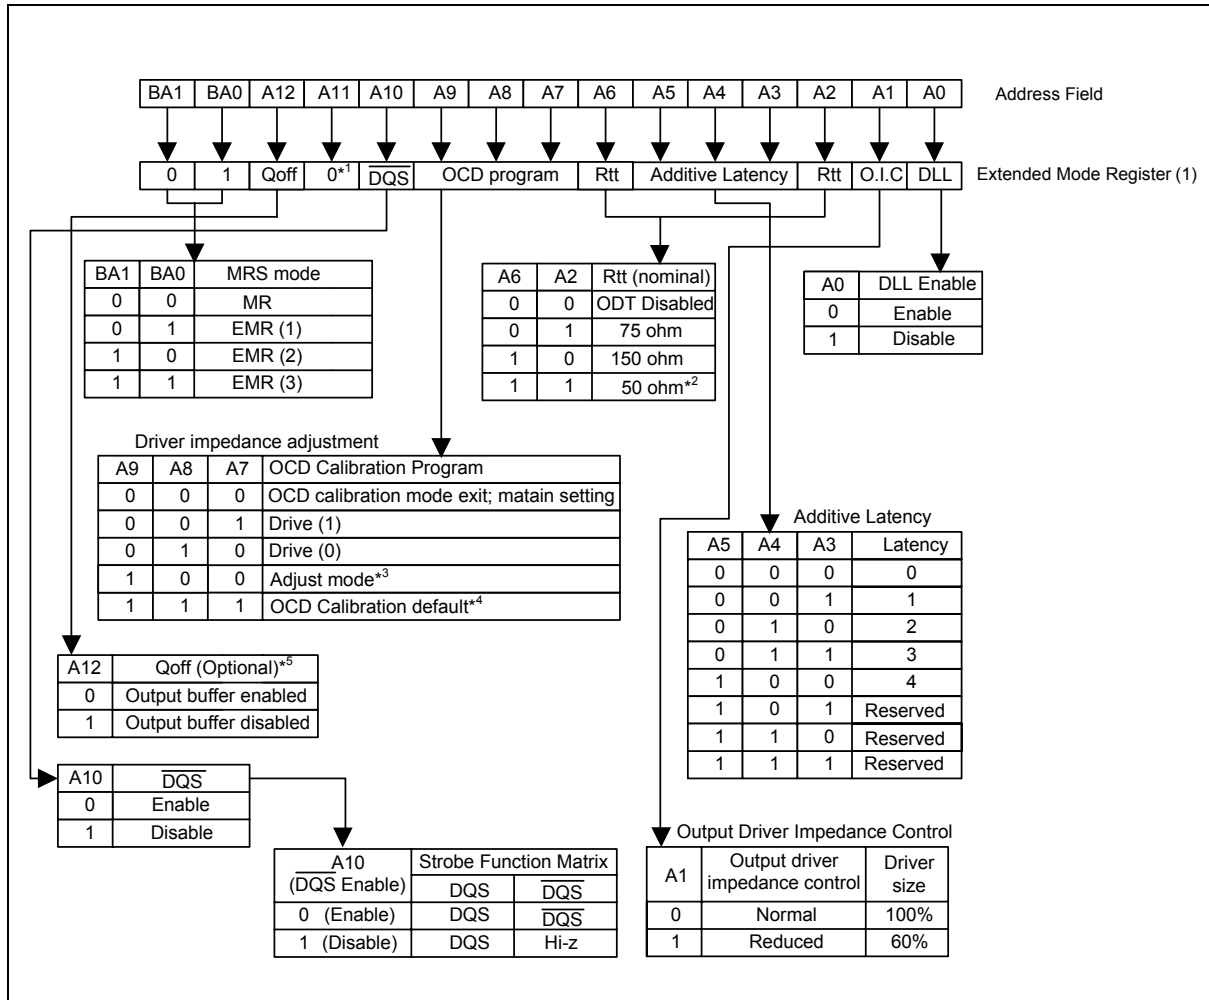 BA1 BA0 A12 A11 A10 A9 A8 A7 A6 A5 A4 A3 A2 A1 A0 Address Field
0 1 Qoff 0*1 DQS OCD program Rtt Additive Latency Rtt O.I.C DLL Extended Mode Register (1)
BA1 BA0 MRS mode
0 0 MR
0 1 EMR (1)
1 0 EMR (2)
1 1 EMR (3)
A6 A2 Rtt (nominal)
0 0 ODT Disabled
0 1 75 ohm
1 0 150 ohm
1 1 50 ohm*2
A0 DLL Enable
0 Enable
1 Disable
Driver impedance adjustment
A9 A8 A7 OCD Calibration Program
0 0 0 OCD calibration mode exit; matain setting
0 0 1 Drive (1)
0 1 0 Drive (0)
1 0 0 Adjust mode*3
1 1 1 OCD Calibration default*4
Additive Latency
A5 A4 A3 Latency
0 0 0 0
0 0 1 1
0 1 0 2
0 1 1 3
1 0 0 4
1 0 1 Reserved
1 1 0 Reserved
1 1 1 Reserved
A12 Qoff (Optional)*5
0 Output buffer enabled
1 Output buffer disabled
A10 DQS
0 Enable
1 Disable
A10 (DQS Enable) Strobe Function Matrix
DQS DQS
0 (Enable) DQS DQS
1 (Disable) DQS Hi-z
Output Driver Impedance Control
A1 Output driver impedance control Driver size
0 Normal 100%
1 Reduced 60%